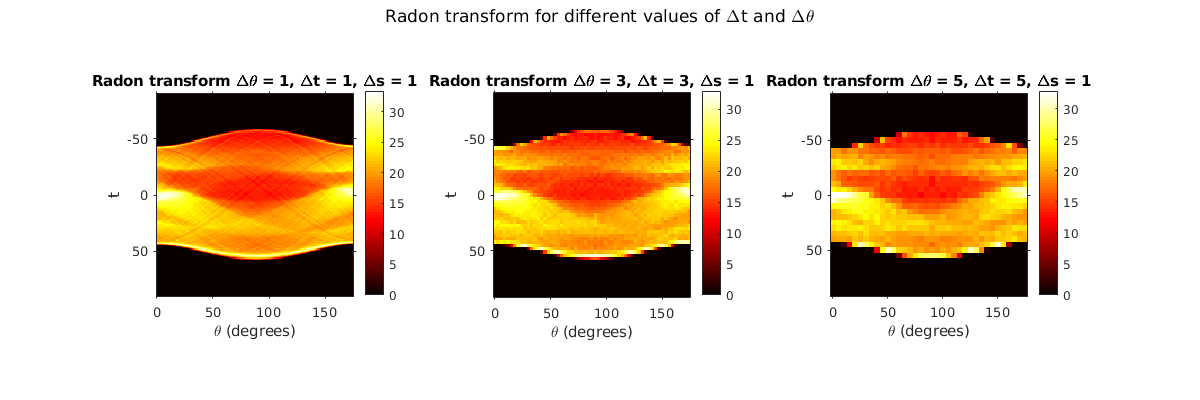 Radon transform for different values of Δt and Δθ
Radon transform Δθ = 1, Δt = 1, Δs = 1
Radon transform Δθ = 3, Δt = 3, Δs = 1
Radon transform Δθ = 5, Δt = 5, Δs = 1
t
-50
0
50
0 50 100 150
θ (degrees)
30
25
20
15
10
5
0
t
-50
0
50
0 50 100 150
θ (degrees)
30
25
20
15
10
5
0
t
-50
0
50
0 50 100 150
θ (degrees)
30
25
20
15
10
5
0